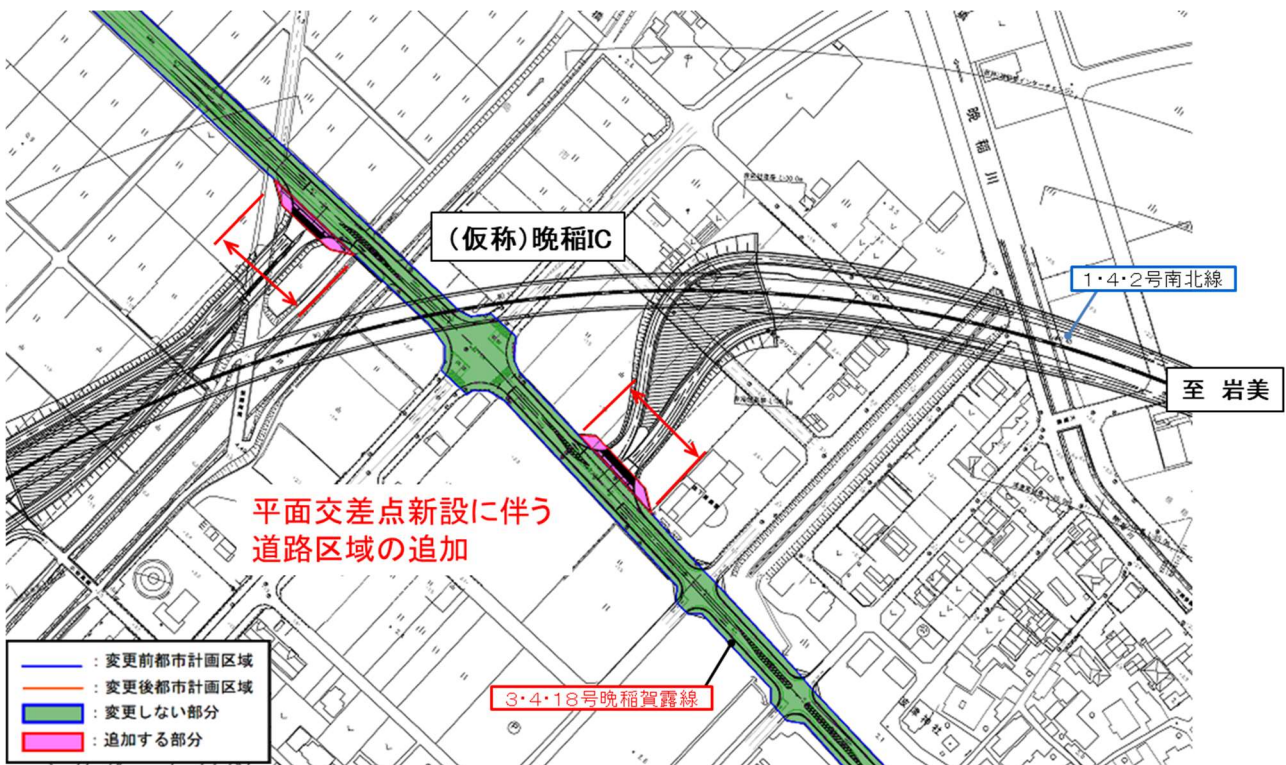 晩稲川
(仮称)晩稲IC
1・4・2号南北線
至 岩美
平面交差点新設に伴う
道路区域の追加
3・4・18号晩稲賀露線
: 変更前都市計画区域
: 変更後都市計画区域
: 変更しない部分
: 追加する部分